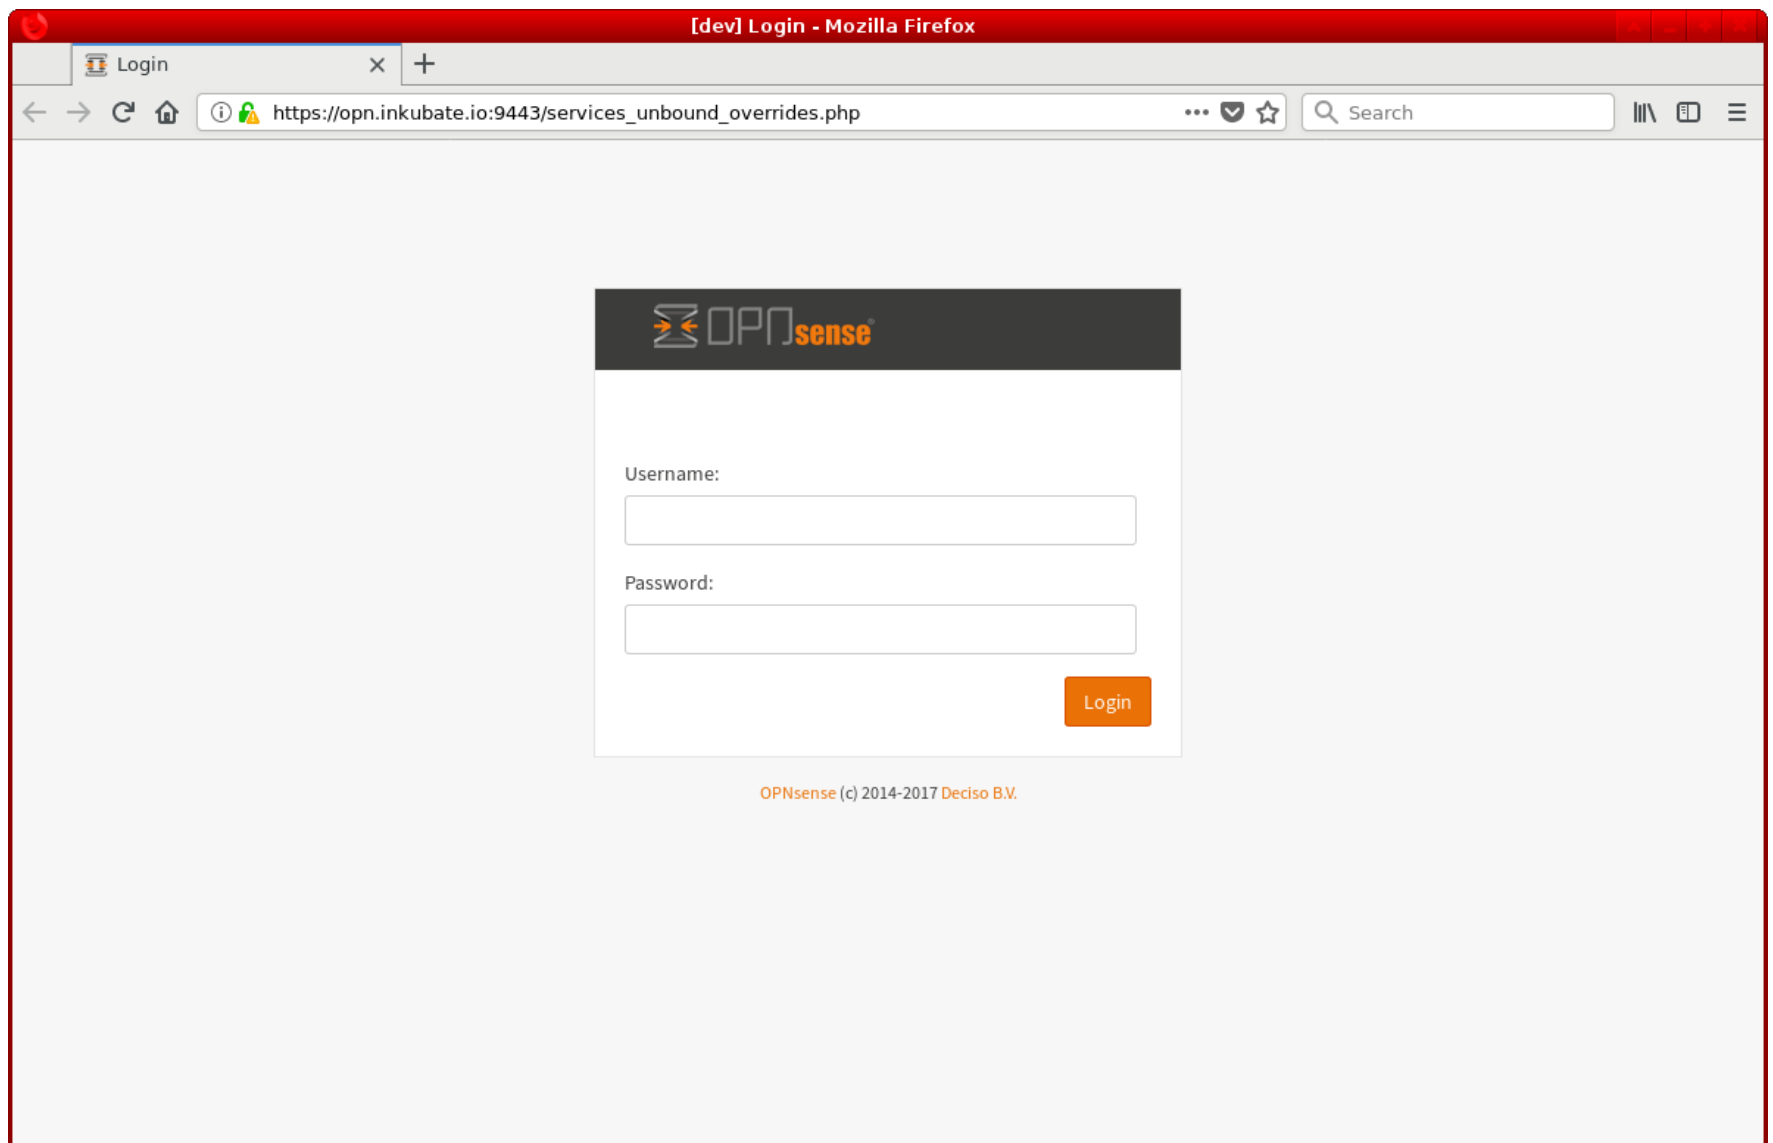 [dev] Login - Mozilla Firefox
Login
https://opn.inkubate.io:9443/services_unbound_overrides.php
Search
OPNsense®
Username:
Password:
Login
OPNsense (c) 2014-2017 Deciso B.V.